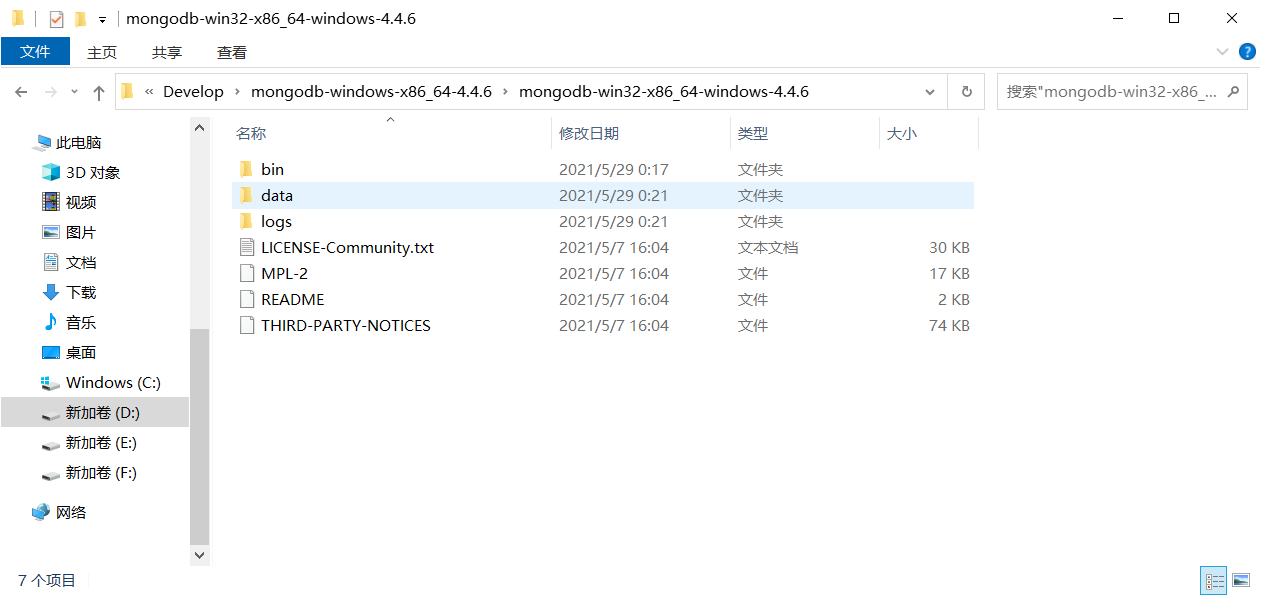 mongodb-win32-x86_64-windows-4.4.6
文件 主页 共享 查看 ?
« Develop › mongodb-windows-x86_64-4.4.6 › mongodb-win32-x86_64-windows-4.4.6 搜索"mongodb-win32-x86_...
名称 修改日期 类型 大小
此电脑
3D 对象
视频
图片
文档
下载
音乐
桌面
Windows (C:)
新加卷 (D:)
新加卷 (E:)
新加卷 (F:)
网络
bin 2021/5/29 0:17 文件夹
data 2021/5/29 0:21 文件夹
logs 2021/5/29 0:21 文件夹
LICENSE-Community.txt 2021/5/7 16:04 文本文档 30 KB
MPL-2 2021/5/7 16:04 文件 17 KB
README 2021/5/7 16:04 文件 2 KB
THIRD-PARTY-NOTICES 2021/5/7 16:04 文件 74 KB
7 个项目